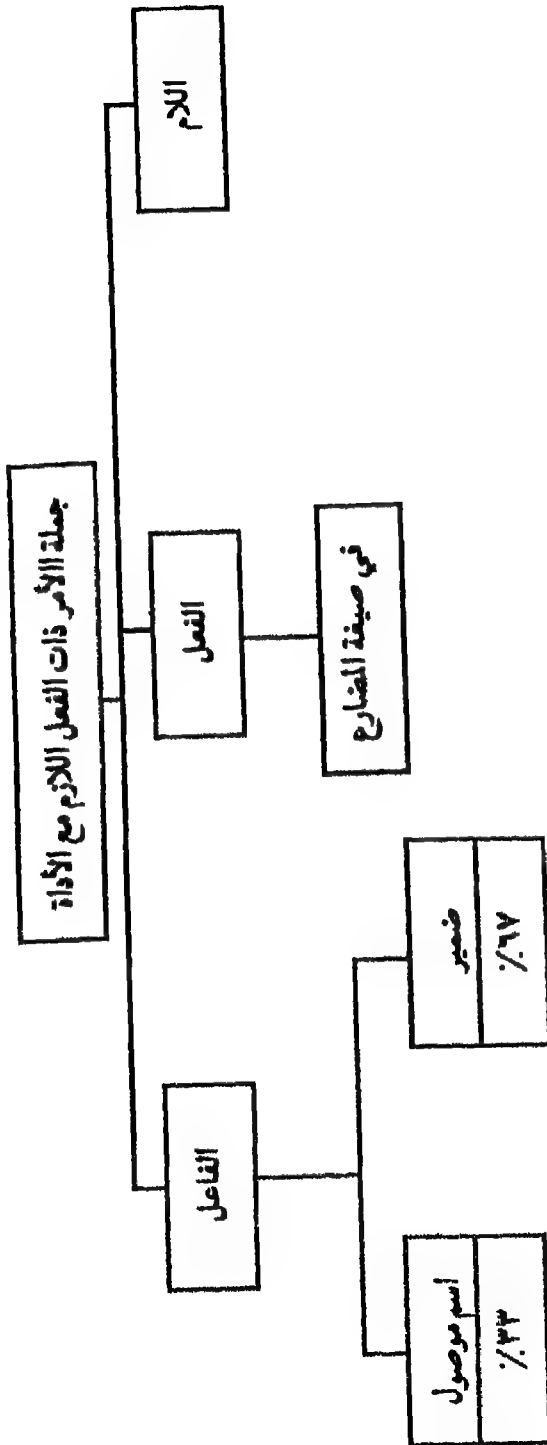 جملة الأمر ذات الفعل اللازم مع الأداة
اللام
الفعل
الفاعل
في صيغة المضارع
ضمير
٪٦٧
اسم موصول
٪٣٣